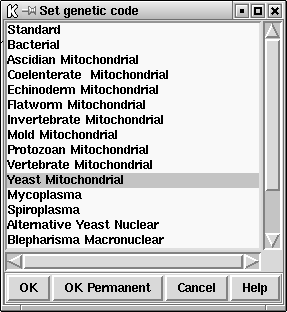 Set genetic code
Standard
Bacterial
Ascidian Mitochondrial
Coelenterate  Mitochondrial
Echinoderm Mitochondrial
Flatworm Mitochondrial
Invertebrate Mitochondrial
Mold Mitochondrial
Protozoan Mitochondrial
Vertebrate Mitochondrial
Yeast Mitochondrial
Mycoplasma
Spiroplasma
Alternative Yeast Nuclear
Blepharisma Macronuclear
OK OK Permanent Cancel Help